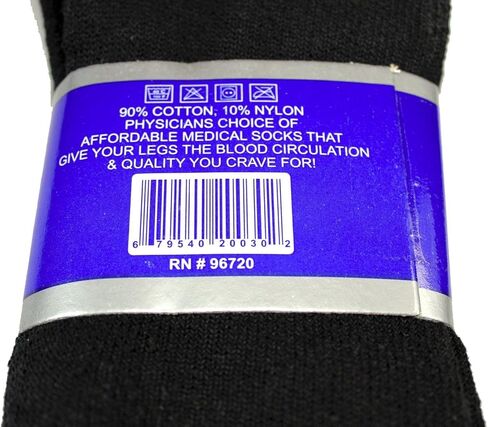 90% COTTON, 10% NYLON
PHYSICIANS CHOICE OF
AFFORDABLE MEDICAL SOCKS THAT
GIVE YOUR LEGS THE BLOOD CIRCULATION
& QUALITY YOU CRAVE FOR!
6 79540 20030 2
RN # 96720